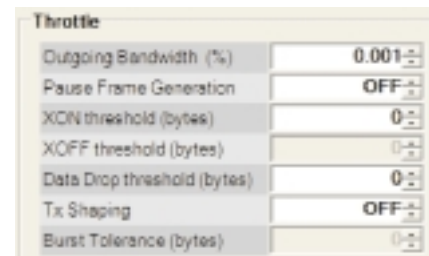 Throttle
Outgoing Bandwidth (%) 0.001
Pause Frame Generation OFF
XON threshold (bytes) 0
XOFF threshold (bytes) 0
Data Drop threshold (bytes) 0
Tx Shaping OFF
Burst Tolerance (bytes) 0